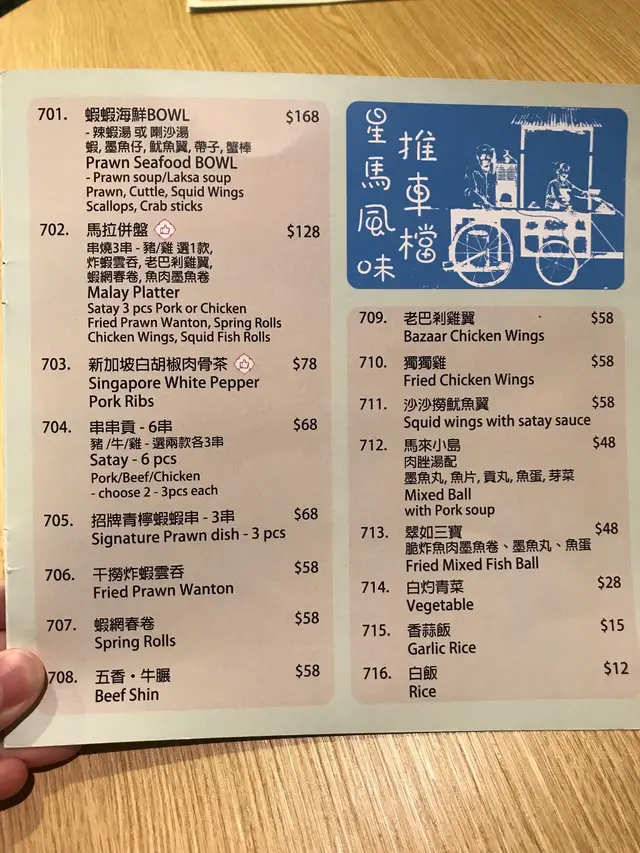 701. 蝦蝦海鮮BOWL $168
- 辣蝦湯 或 喇沙湯
蝦, 墨魚仔, 魷魚翼, 帶子, 蟹棒
Prawn Seafood BOWL
- Prawn soup/Laksa soup
Prawn, Cuttle, Squid Wings
Scallops, Crab sticks
702. 馬拉併盤 $128
串燒3串 - 豬/雞 選1款,
炸蝦雲吞, 老巴剎雞翼,
蝦網春卷, 魚肉墨魚卷
Malay Platter
Satay 3 pcs Pork or Chicken
Fried Prawn Wanton, Spring Rolls
Chicken Wings, Squid Fish Rolls
703. 新加坡白胡椒肉骨茶 $78
Singapore White Pepper
Pork Ribs
704. 串串貢 - 6串 $68
豬 /牛/雞 - 選兩款各3串
Satay - 6 pcs
Pork/Beef/Chicken
- choose 2 - 3pcs each
705. 招牌青檸蝦蝦串 - 3串 $68
Signature Prawn dish - 3 pcs
706. 干撈炸蝦雲吞 $58
Fried Prawn Wanton
707. 蝦網春卷 $58
Spring Rolls
708. 五香・牛𦟌 $58
Beef Shin
星馬風味
推車檔
709. 老巴剎雞翼 $58
Bazaar Chicken Wings
710. 獨獨雞 $58
Fried Chicken Wings
711. 沙沙撈魷魚翼 $58
Squid wings with satay sauce
712. 馬來小島 $48
肉脞湯配
墨魚丸, 魚片, 貢丸, 魚蛋, 芽菜
Mixed Ball
with Pork soup
713. 翠如三寶 $48
脆炸魚肉墨魚卷、墨魚丸、魚蛋
Fried Mixed Fish Ball
714. 白灼青菜 $28
Vegetable
715. 香蒜飯 $15
Garlic Rice
716. 白飯 $12
Rice